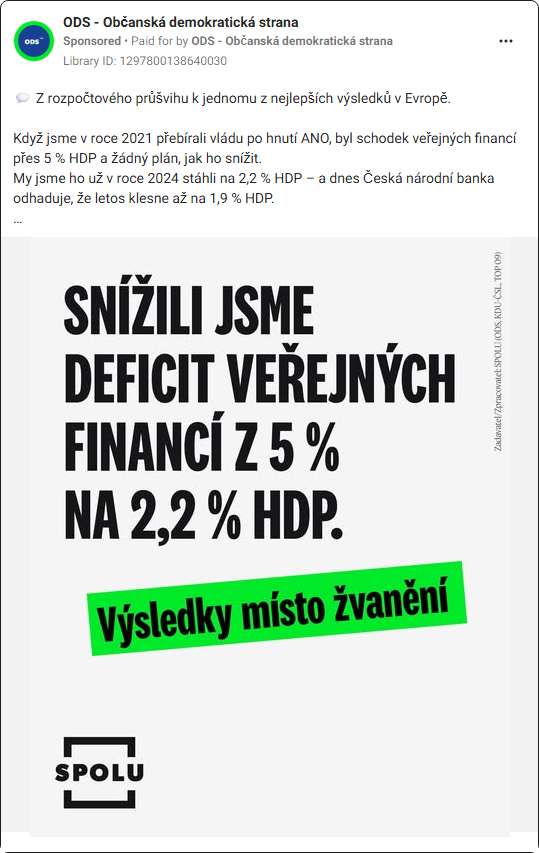 ODS - Občanská demokratická strana
Sponsored • Paid for by ODS - Občanská demokratická strana
Library ID: 1297800138640030
ODS
💬 Z rozpočtového průšvihu k jednomu z nejlepších výsledků v Evropě.
Když jsme v roce 2021 přebírali vládu po hnutí ANO, byl schodek veřejných financí
přes 5 % HDP a žádný plán, jak ho snížit.
My jsme ho už v roce 2024 stáhli na 2,2 % HDP – a dnes Česká národní banka
odhaduje, že letos klesne až na 1,9 % HDP.
...
SNÍŽILI JSME
DEFICIT VEŘEJNÝCH
FINANCÍ Z 5 %
NA 2,2 % HDP.
Výsledky místo žvanění
SPOLU
Zadavatel/Zpracovatel: SPOLU (ODS, KDU-ČSL, TOP 09)